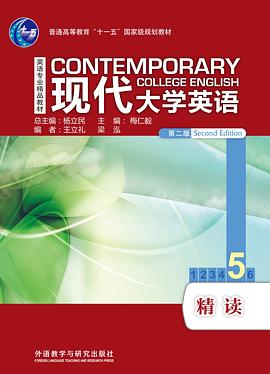 普通高等教育“十一五”国家级规划教材
英语专业精品教材
CONTEMPORARY
COLLEGE ENGLISH
现代大学英语
第二版 Second Edition
总主编：杨立民 主 编：梅仁毅
编 者：王立礼 梁 泓
1 2 3 4 5 6
精读
外语教学与研究出版社
FOREIGN LANGUAGE TEACHING AND RESEARCH PRESS